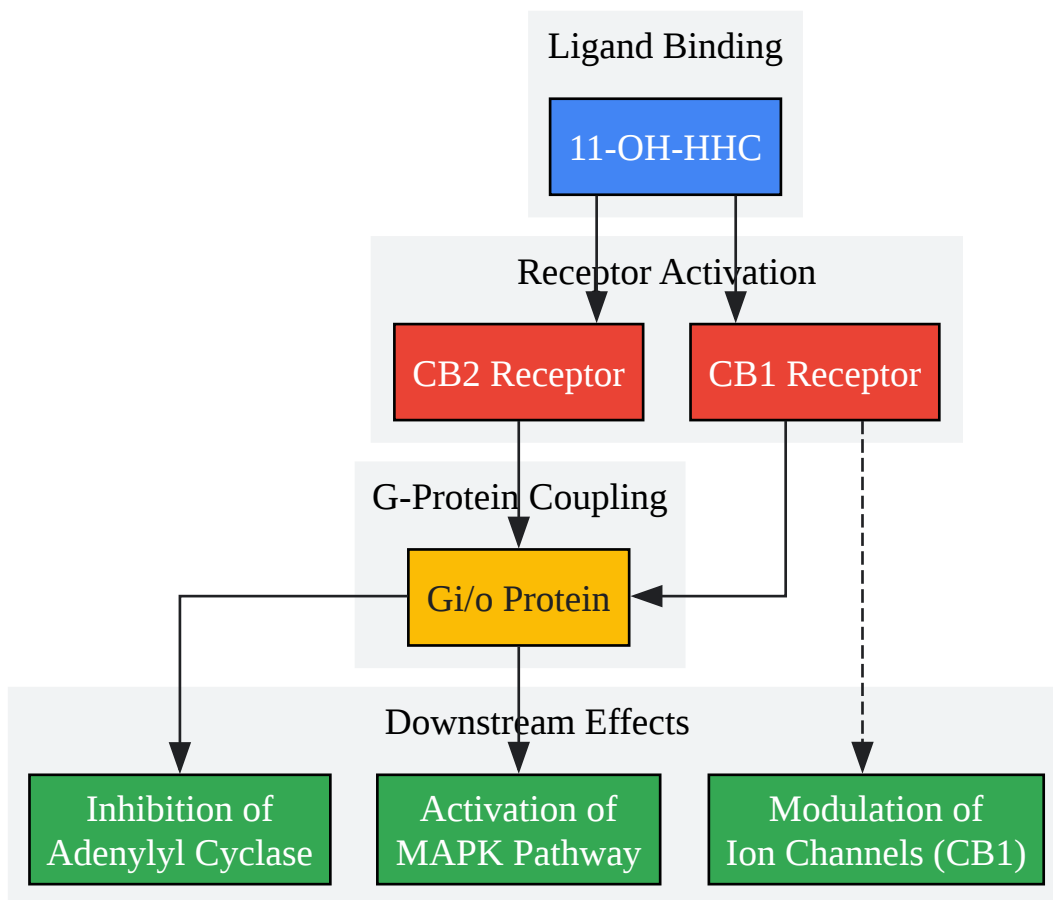 Ligand Binding
11-OH-HHC
Receptor Activation
CB2 Receptor
CB1 Receptor
G-Protein Coupling
Gi/o Protein
Downstream Effects
Inhibition of
Adenylyl Cyclase
Activation of
MAPK Pathway
Modulation of
Ion Channels (CB1)